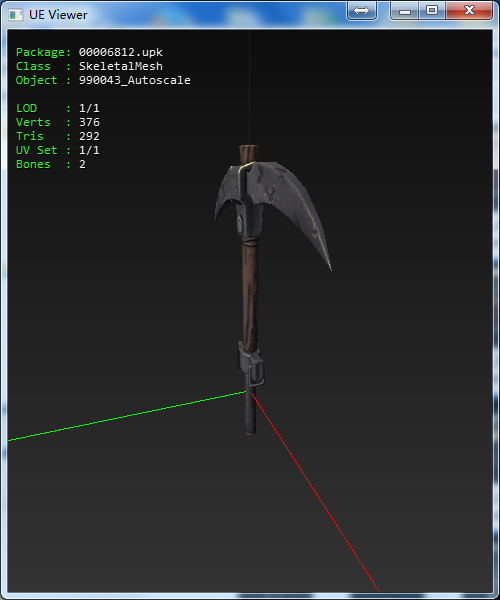 UE Viewer
Package: 00006812.upk
Class : SkeletalMesh
Object : 990043_Autoscale
LOD : 1/1
Verts : 376
Tris : 292
UV Set : 1/1
Bones : 2